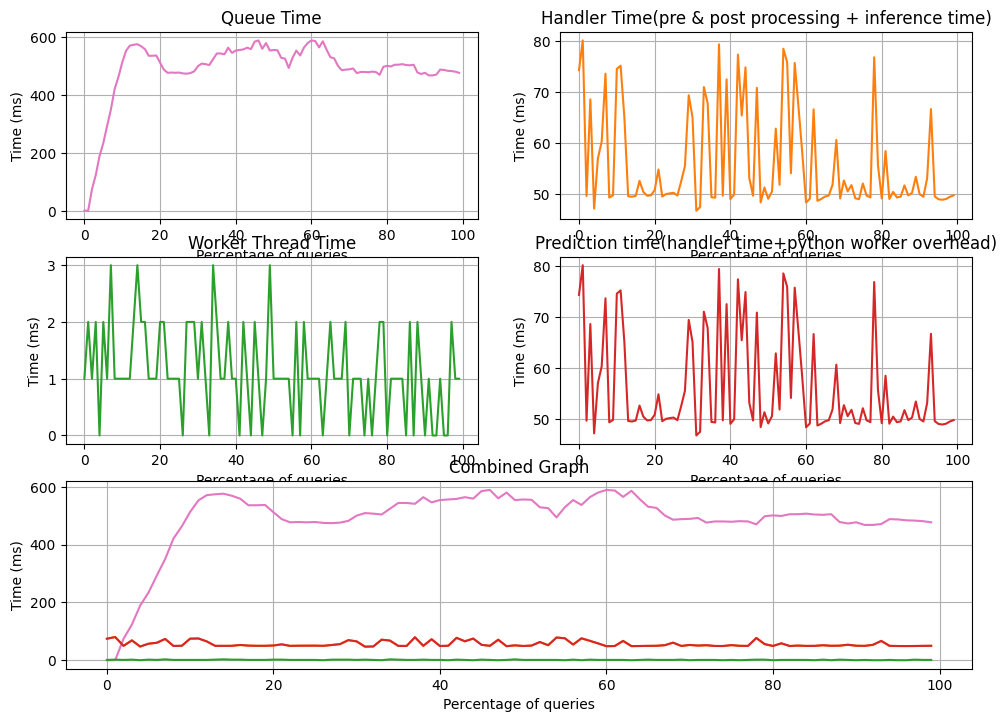 Queue Time
Time (ms)
600
400
200
0
0 20 40 60 80 100
Percentage of queries
Handler Time(pre & post processing + inference time)
Time (ms)
80
70
60
50
0 20 40 60 80 100
Percentage of queries
Worker Thread Time
Time (ms)
3
2
1
0
0 20 40 60 80 100
Percentage of queries
Prediction time(handler time+python worker overhead)
Time (ms)
80
70
60
50
0 20 40 60 80 100
Percentage of queries
Combined Graph
Time (ms)
600
400
200
0
0 20 40 60 80 100
Percentage of queries